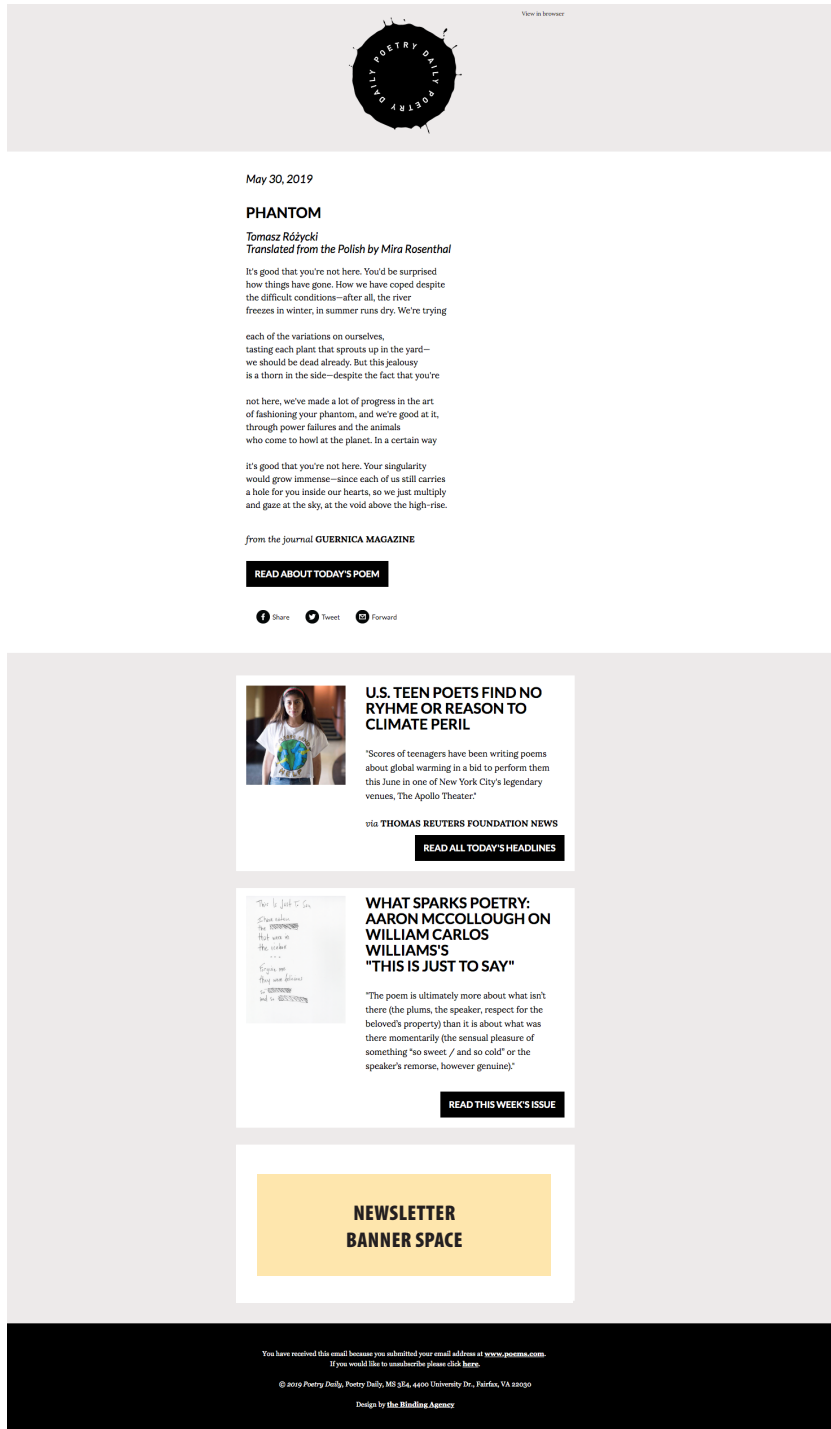 View in browser
POETRY DAILY POETRY DAILY
May 30, 2019
PHANTOM
Tomasz Różycki
Translated from the Polish by Mira Rosenthal
It's good that you're not here. You'd be surprised
how things have gone. How we have coped despite
the difficult conditions—after all, the river
freezes in winter, in summer runs dry. We're trying
each of the variations on ourselves,
tasting each plant that sprouts up in the yard—
we should be dead already. But this jealousy
is a thorn in the side—despite the fact that you're
not here, we've made a lot of progress in the art
of fashioning your phantom, and we're good at it,
through power failures and the animals
who come to howl at the planet. In a certain way
it's good that you're not here. Your singularity
would grow immense—since each of us still carries
a hole for you inside our hearts, so we just multiply
and gaze at the sky, at the void above the high-rise.
from the journal GUERNICA MAGAZINE
READ ABOUT TODAY'S POEM
Share Tweet Forward
U.S. TEEN POETS FIND NO
RYHME OR REASON TO
CLIMATE PERIL
"Scores of teenagers have been writing poems
about global warming in a bid to perform them
this June in one of New York City's legendary
venues, The Apollo Theater."
via THOMAS REUTERS FOUNDATION NEWS
READ ALL TODAY'S HEADLINES
This Is Just To Say
I have eaten
the
that were in
the icebox
Forgive me
they were delicious
so
and so
WHAT SPARKS POETRY:
AARON MCCOLLOUGH ON
WILLIAM CARLOS
WILLIAMS'S
"THIS IS JUST TO SAY"
"The poem is ultimately more about what isn't
there (the plums, the speaker, respect for the
beloved's property) than it is about what was
there momentarily (the sensual pleasure of
something “so sweet / and so cold” or the
speaker's remorse, however genuine)."
READ THIS WEEK'S ISSUE
NEWSLETTER
BANNER SPACE
You have received this email because you submitted your email address at www.poems.com.
If you would like to unsubscribe please click here.
© 2019 Poetry Daily, Poetry Daily, MS 3E4, 4400 University Dr., Fairfax, VA 22030
Design by the Binding Agency